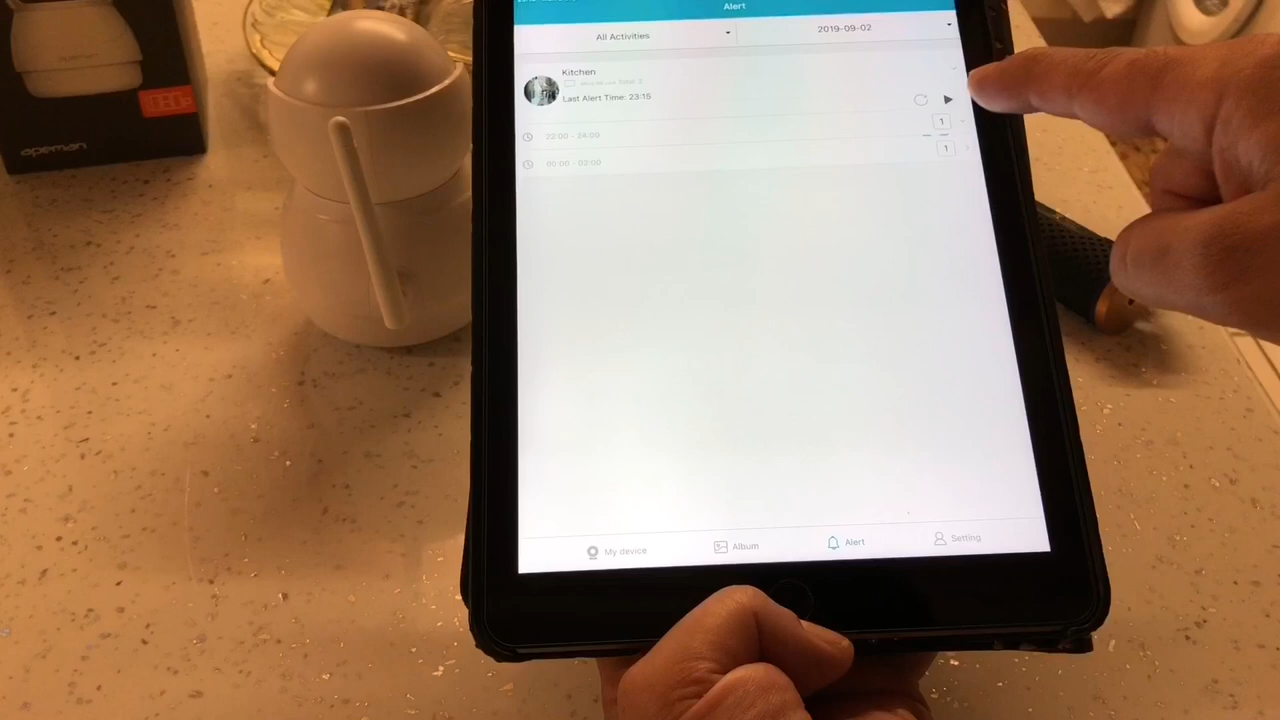 Alert
All Activities
2019-09-02
Kitchen
Last Alert Time: 23:15
22:00 - 24:00
1
00:00 - 02:00
1
My device
Album
Alert
Setting
apeman